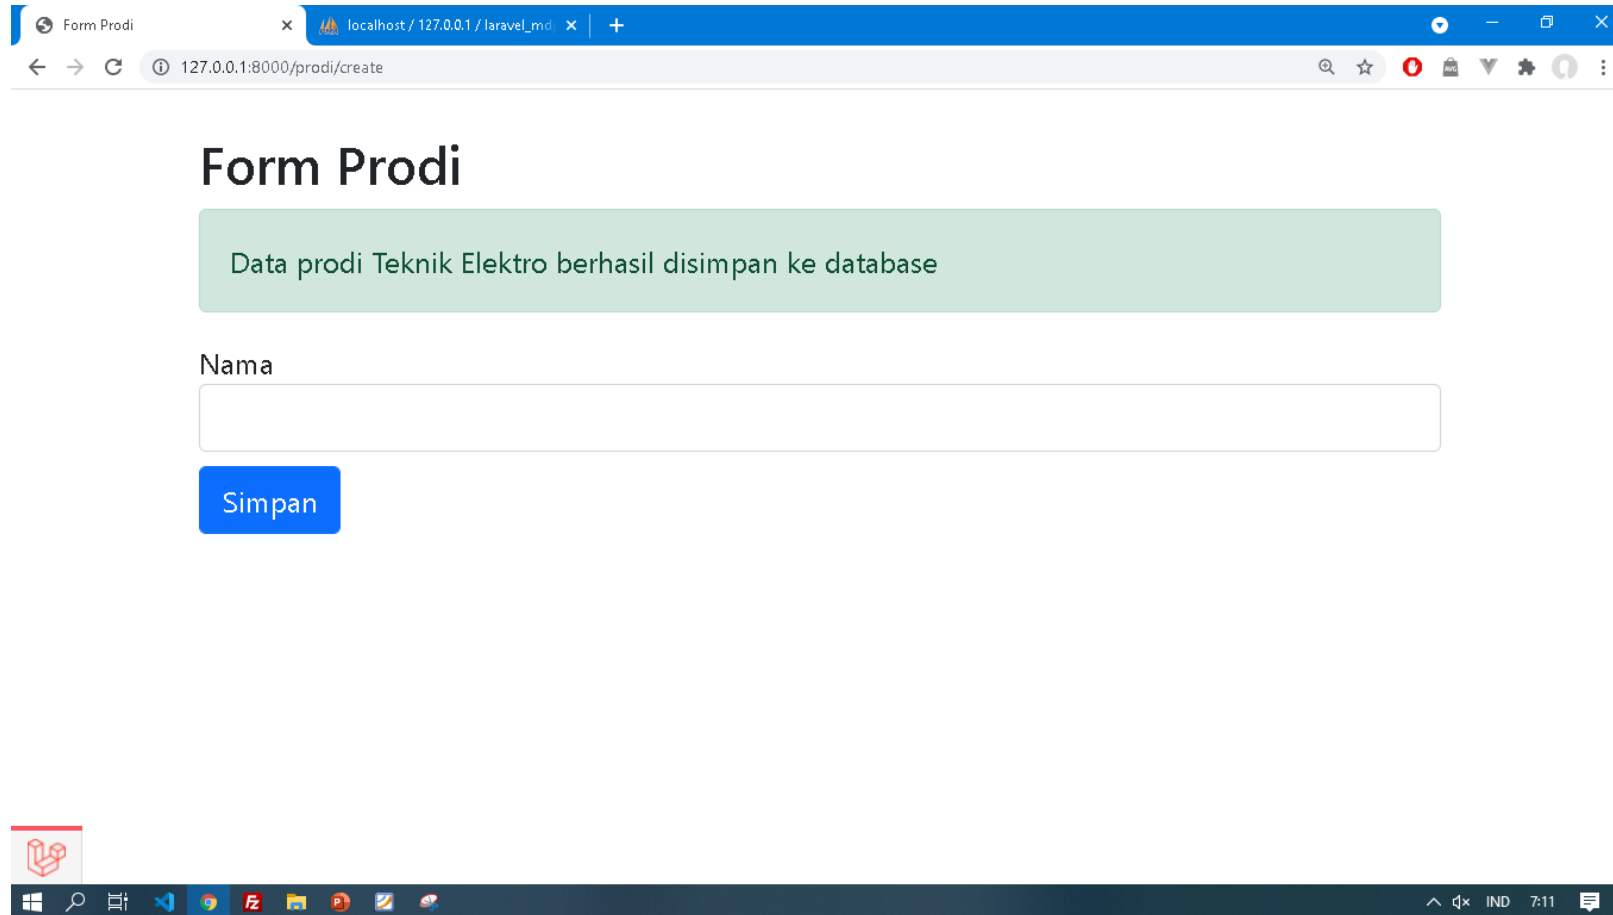 Form Prodi
localhost / 127.0.0.1 / laravel_md
127.0.0.1:8000/prodi/create
AVG
Form Prodi
Data prodi Teknik Elektro berhasil disimpan ke database
Nama
Simpan
IND
7:11